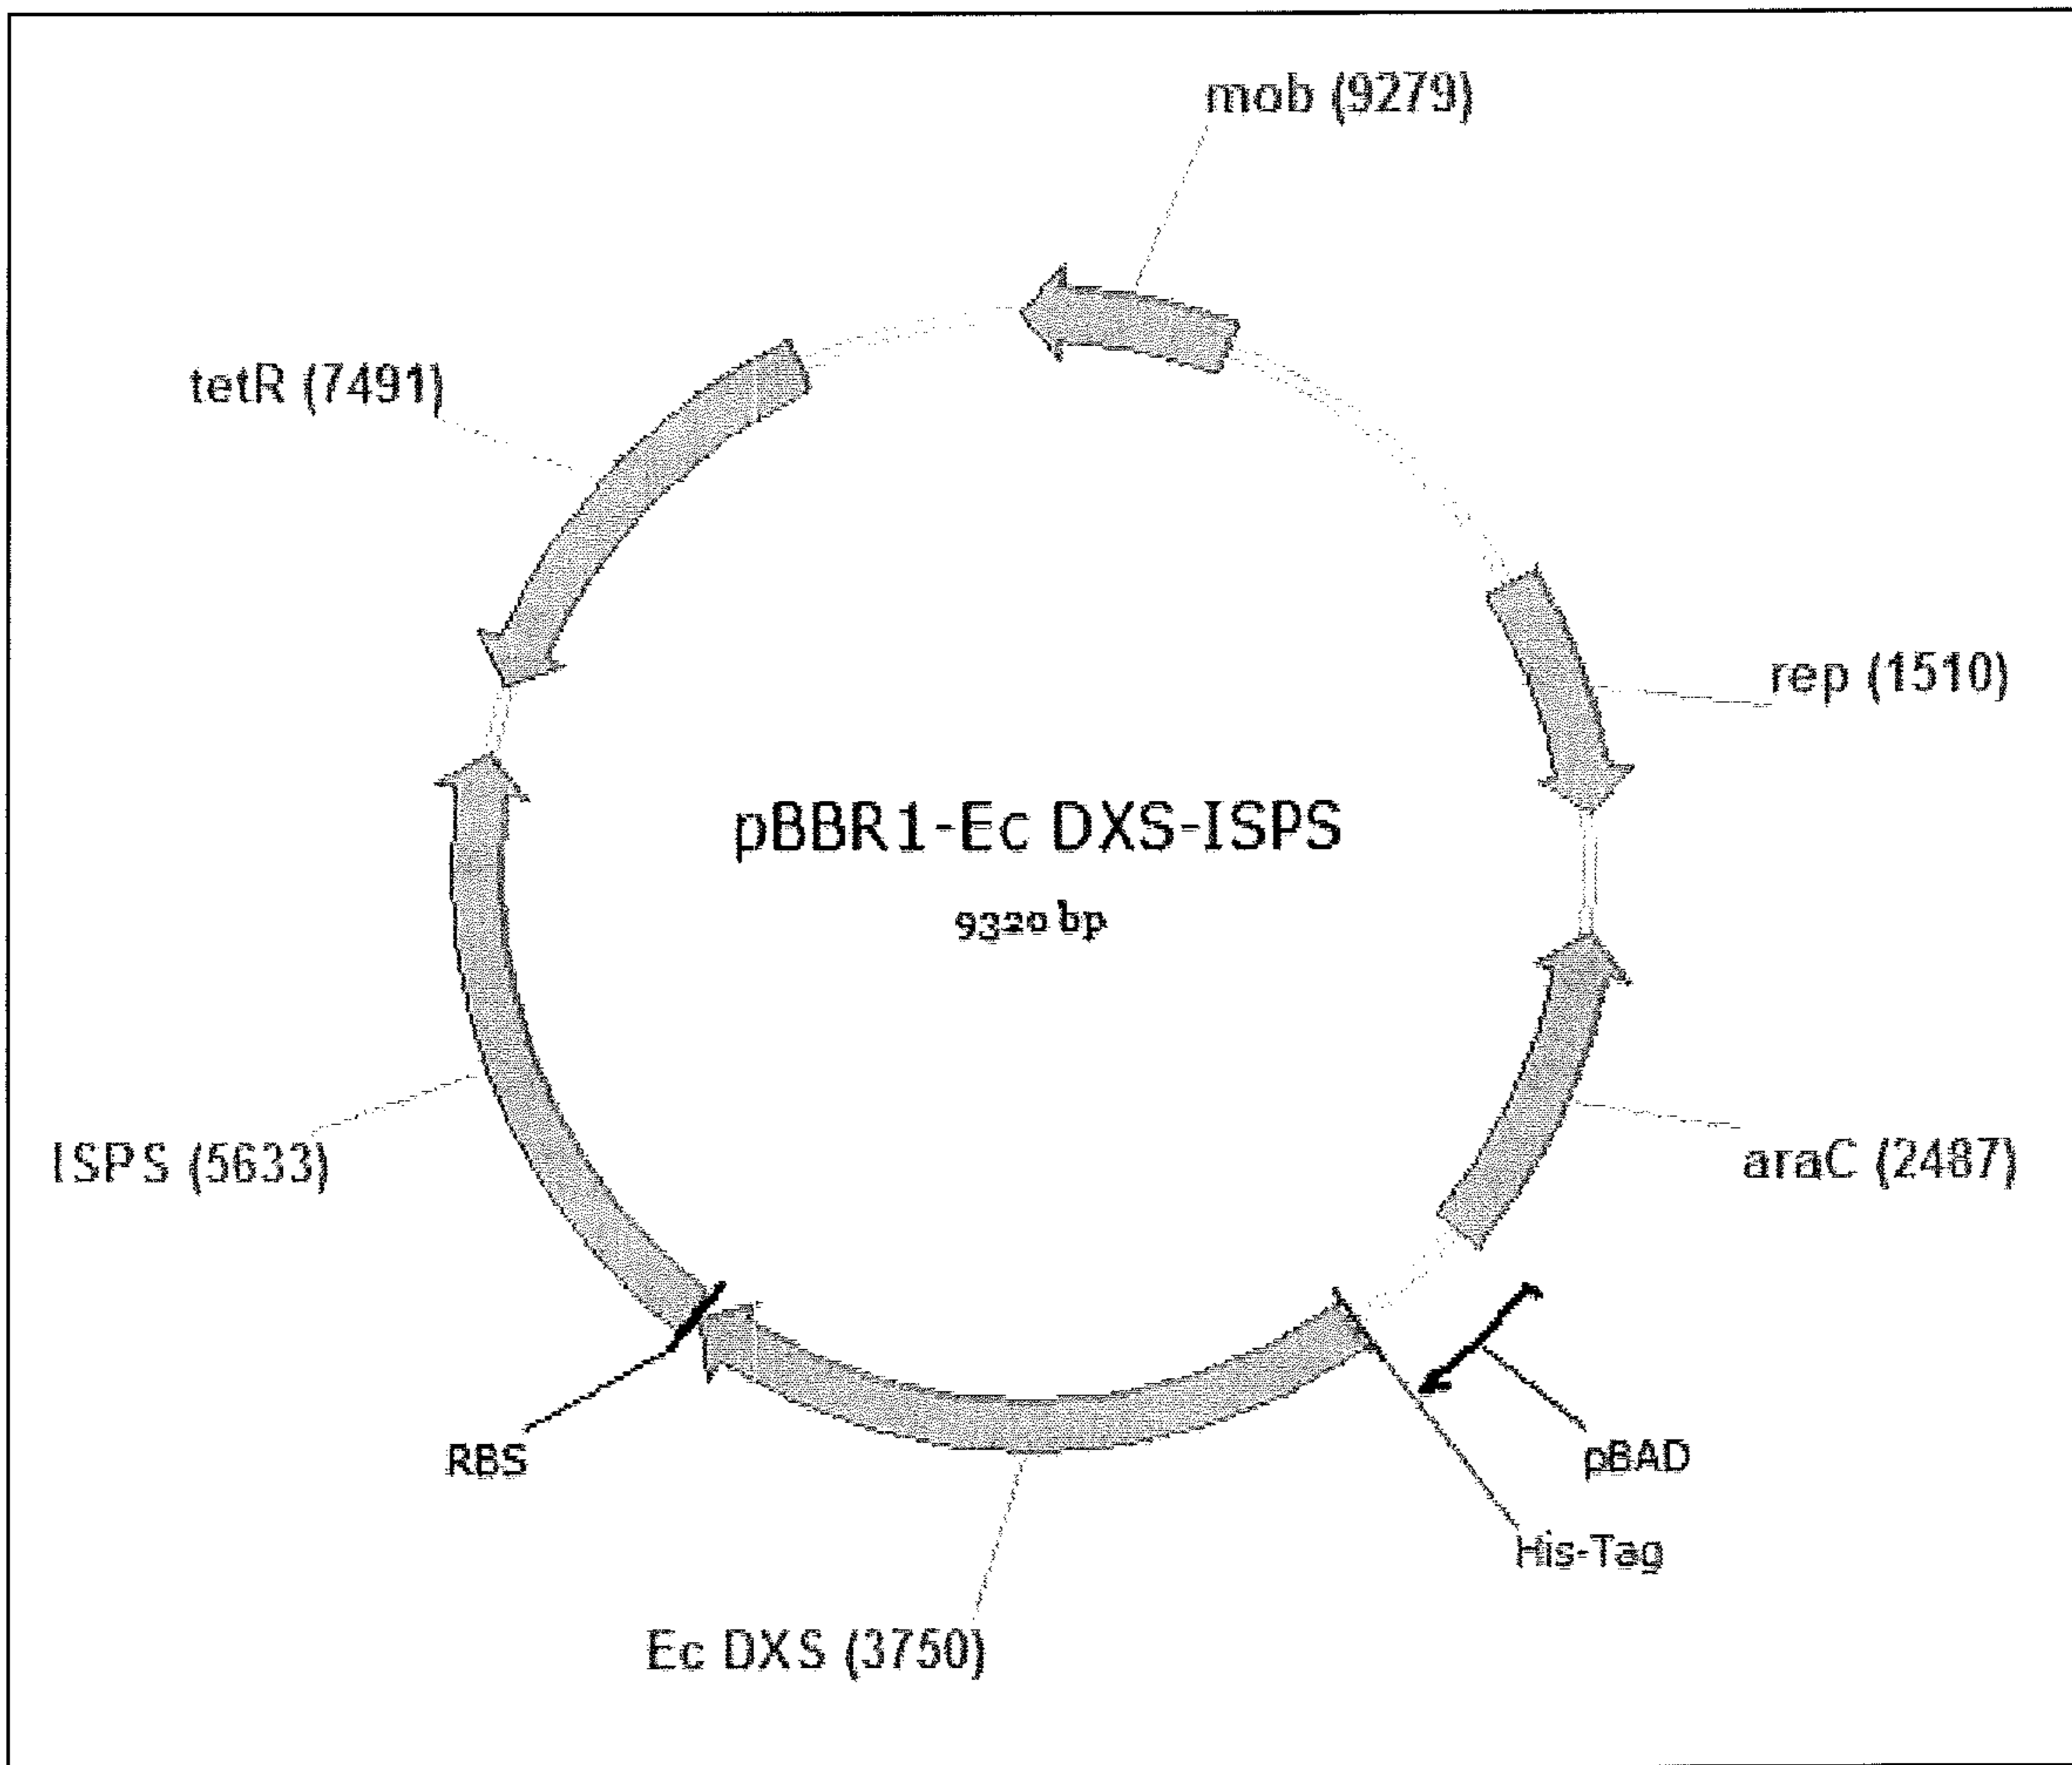 mob (9279)
tetR (7491)
rep (1510)
pBBR1-Ec DXS-ISPS
9320 bp
ISPS (5633)
araC (2487)
RBS
pBAD
His-Tag
Ec DXS (3750)